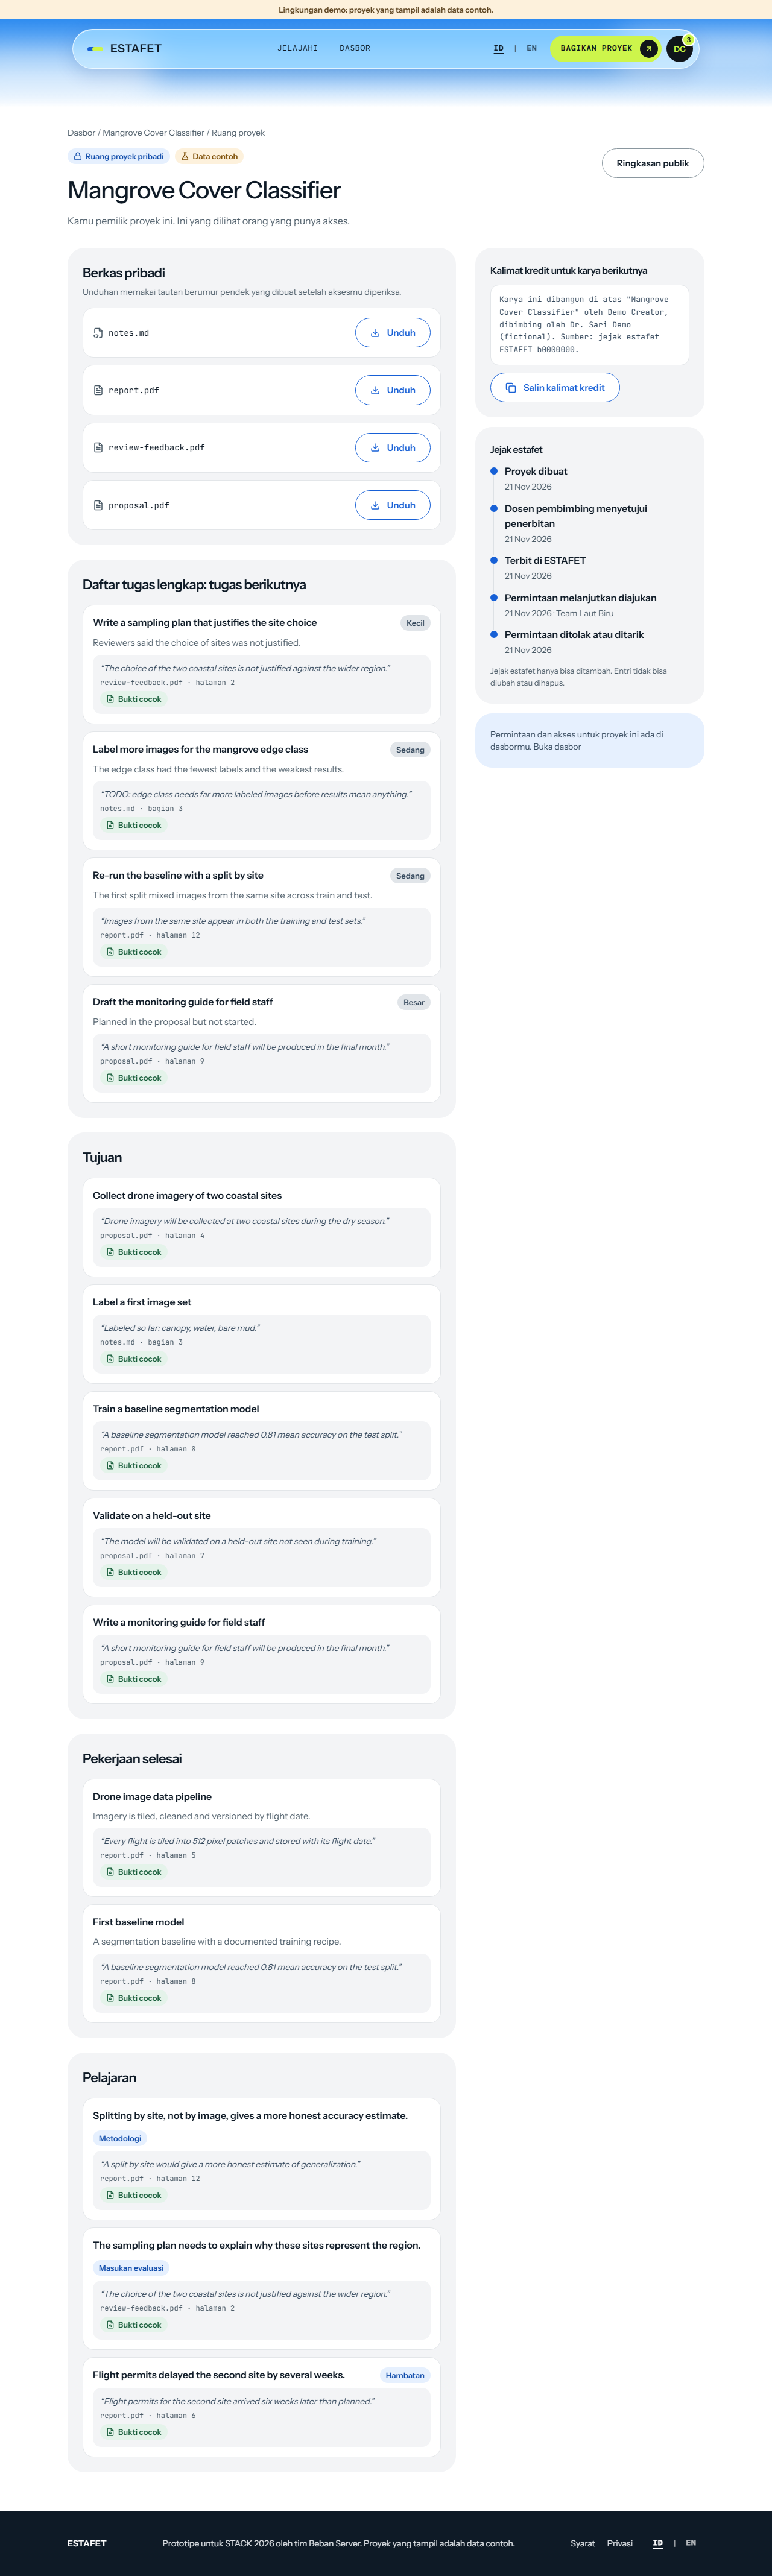 Lingkungan demo: proyek yang tampil adalah data contoh.
ESTAFET
JELAJAHI
DASBOR
ID | EN
BAGIKAN PROYEK
DC
3
Dasbor / Mangrove Cover Classifier / Ruang proyek
Ruang proyek pribadi
Data contoh
Ringkasan publik
Mangrove Cover Classifier
Kamu pemilik proyek ini. Ini yang dilihat orang yang punya akses.
Berkas pribadi
Unduhan memakai tautan berumur pendek yang dibuat setelah aksesmu diperiksa.
notes.md
Unduh
report.pdf
Unduh
review-feedback.pdf
Unduh
proposal.pdf
Unduh
Daftar tugas lengkap: tugas berikutnya
Write a sampling plan that justifies the site choice
Kecil
Reviewers said the choice of sites was not justified.
“The choice of the two coastal sites is not justified against the wider region.”
review-feedback.pdf · halaman 2
Bukti cocok
Label more images for the mangrove edge class
Sedang
The edge class had the fewest labels and the weakest results.
“TODO: edge class needs far more labeled images before results mean anything.”
notes.md · bagian 3
Bukti cocok
Re-run the baseline with a split by site
Sedang
The first split mixed images from the same site across train and test.
“Images from the same site appear in both the training and test sets.”
report.pdf · halaman 12
Bukti cocok
Draft the monitoring guide for field staff
Besar
Planned in the proposal but not started.
“A short monitoring guide for field staff will be produced in the final month.”
proposal.pdf · halaman 9
Bukti cocok
Tujuan
Collect drone imagery of two coastal sites
“Drone imagery will be collected at two coastal sites during the dry season.”
proposal.pdf · halaman 4
Bukti cocok
Label a first image set
“Labeled so far: canopy, water, bare mud.”
notes.md · bagian 3
Bukti cocok
Train a baseline segmentation model
“A baseline segmentation model reached 0.81 mean accuracy on the test split.”
report.pdf · halaman 8
Bukti cocok
Validate on a held-out site
“The model will be validated on a held-out site not seen during training.”
proposal.pdf · halaman 7
Bukti cocok
Write a monitoring guide for field staff
“A short monitoring guide for field staff will be produced in the final month.”
proposal.pdf · halaman 9
Bukti cocok
Pekerjaan selesai
Drone image data pipeline
Imagery is tiled, cleaned and versioned by flight date.
“Every flight is tiled into 512 pixel patches and stored with its flight date.”
report.pdf · halaman 5
Bukti cocok
First baseline model
A segmentation baseline with a documented training recipe.
“A baseline segmentation model reached 0.81 mean accuracy on the test split.”
report.pdf · halaman 8
Bukti cocok
Pelajaran
Splitting by site, not by image, gives a more honest accuracy estimate.
Metodologi
“A split by site would give a more honest estimate of generalization.”
report.pdf · halaman 12
Bukti cocok
The sampling plan needs to explain why these sites represent the region.
Masukan evaluasi
“The choice of the two coastal sites is not justified against the wider region.”
review-feedback.pdf · halaman 2
Bukti cocok
Flight permits delayed the second site by several weeks.
Hambatan
“Flight permits for the second site arrived six weeks later than planned.”
report.pdf · halaman 6
Bukti cocok
Kalimat kredit untuk karya berikutnya
Karya ini dibangun di atas "Mangrove
Cover Classifier" oleh Demo Creator,
dibimbing oleh Dr. Sari Demo
(fictional). Sumber: jejak estafet
ESTAFET b0000000.
Salin kalimat kredit
Jejak estafet
Proyek dibuat
21 Nov 2026
Dosen pembimbing menyetujui
penerbitan
21 Nov 2026
Terbit di ESTAFET
21 Nov 2026
Permintaan melanjutkan diajukan
21 Nov 2026 · Team Laut Biru
Permintaan ditolak atau ditarik
21 Nov 2026
Jejak estafet hanya bisa ditambah. Entri tidak bisa
diubah atau dihapus.
Permintaan dan akses untuk proyek ini ada di
dasbormu. Buka dasbor
ESTAFET
Prototipe untuk STACK 2026 oleh tim Beban Server. Proyek yang tampil adalah data contoh.
Syarat
Privasi
ID | EN